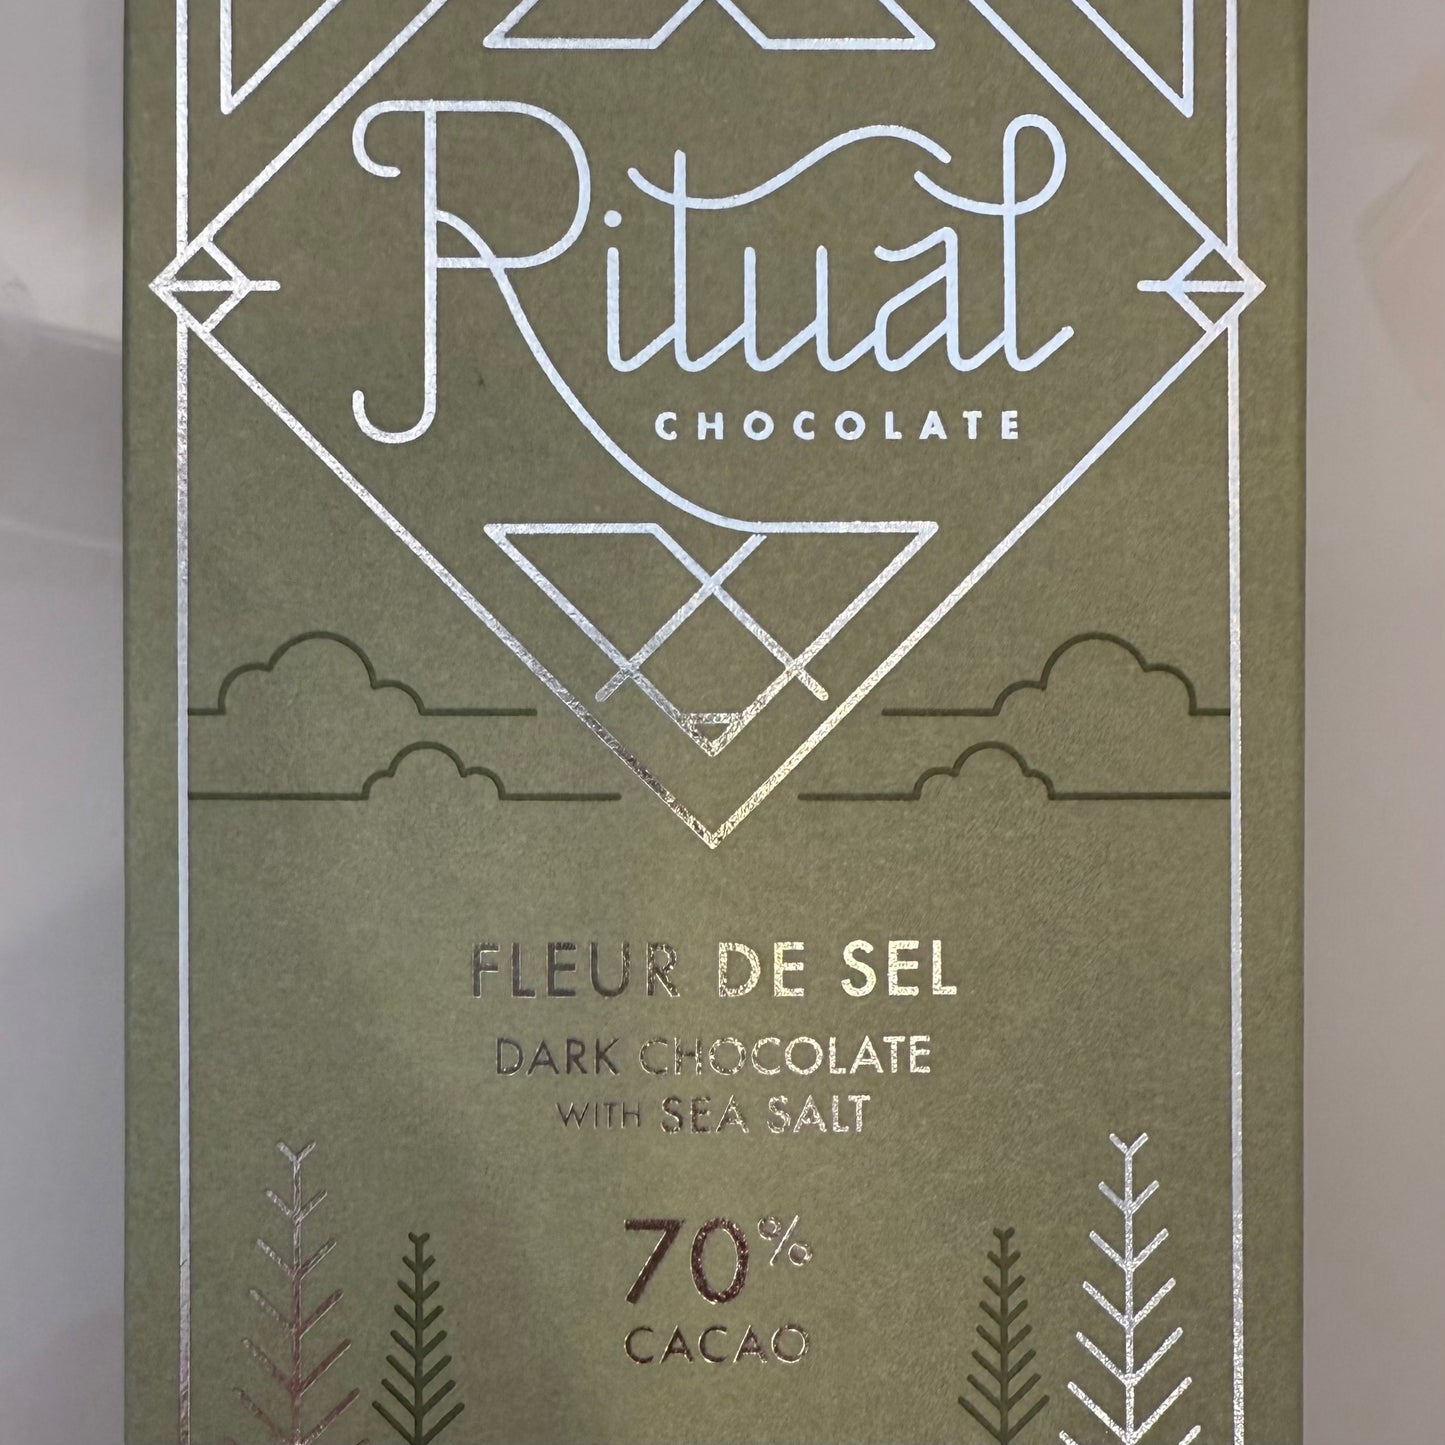 Ritual
CHOCOLATE
FLEUR DE SEL
DARK CHOCOLATE
WITH SEA SALT
70%
CACAO